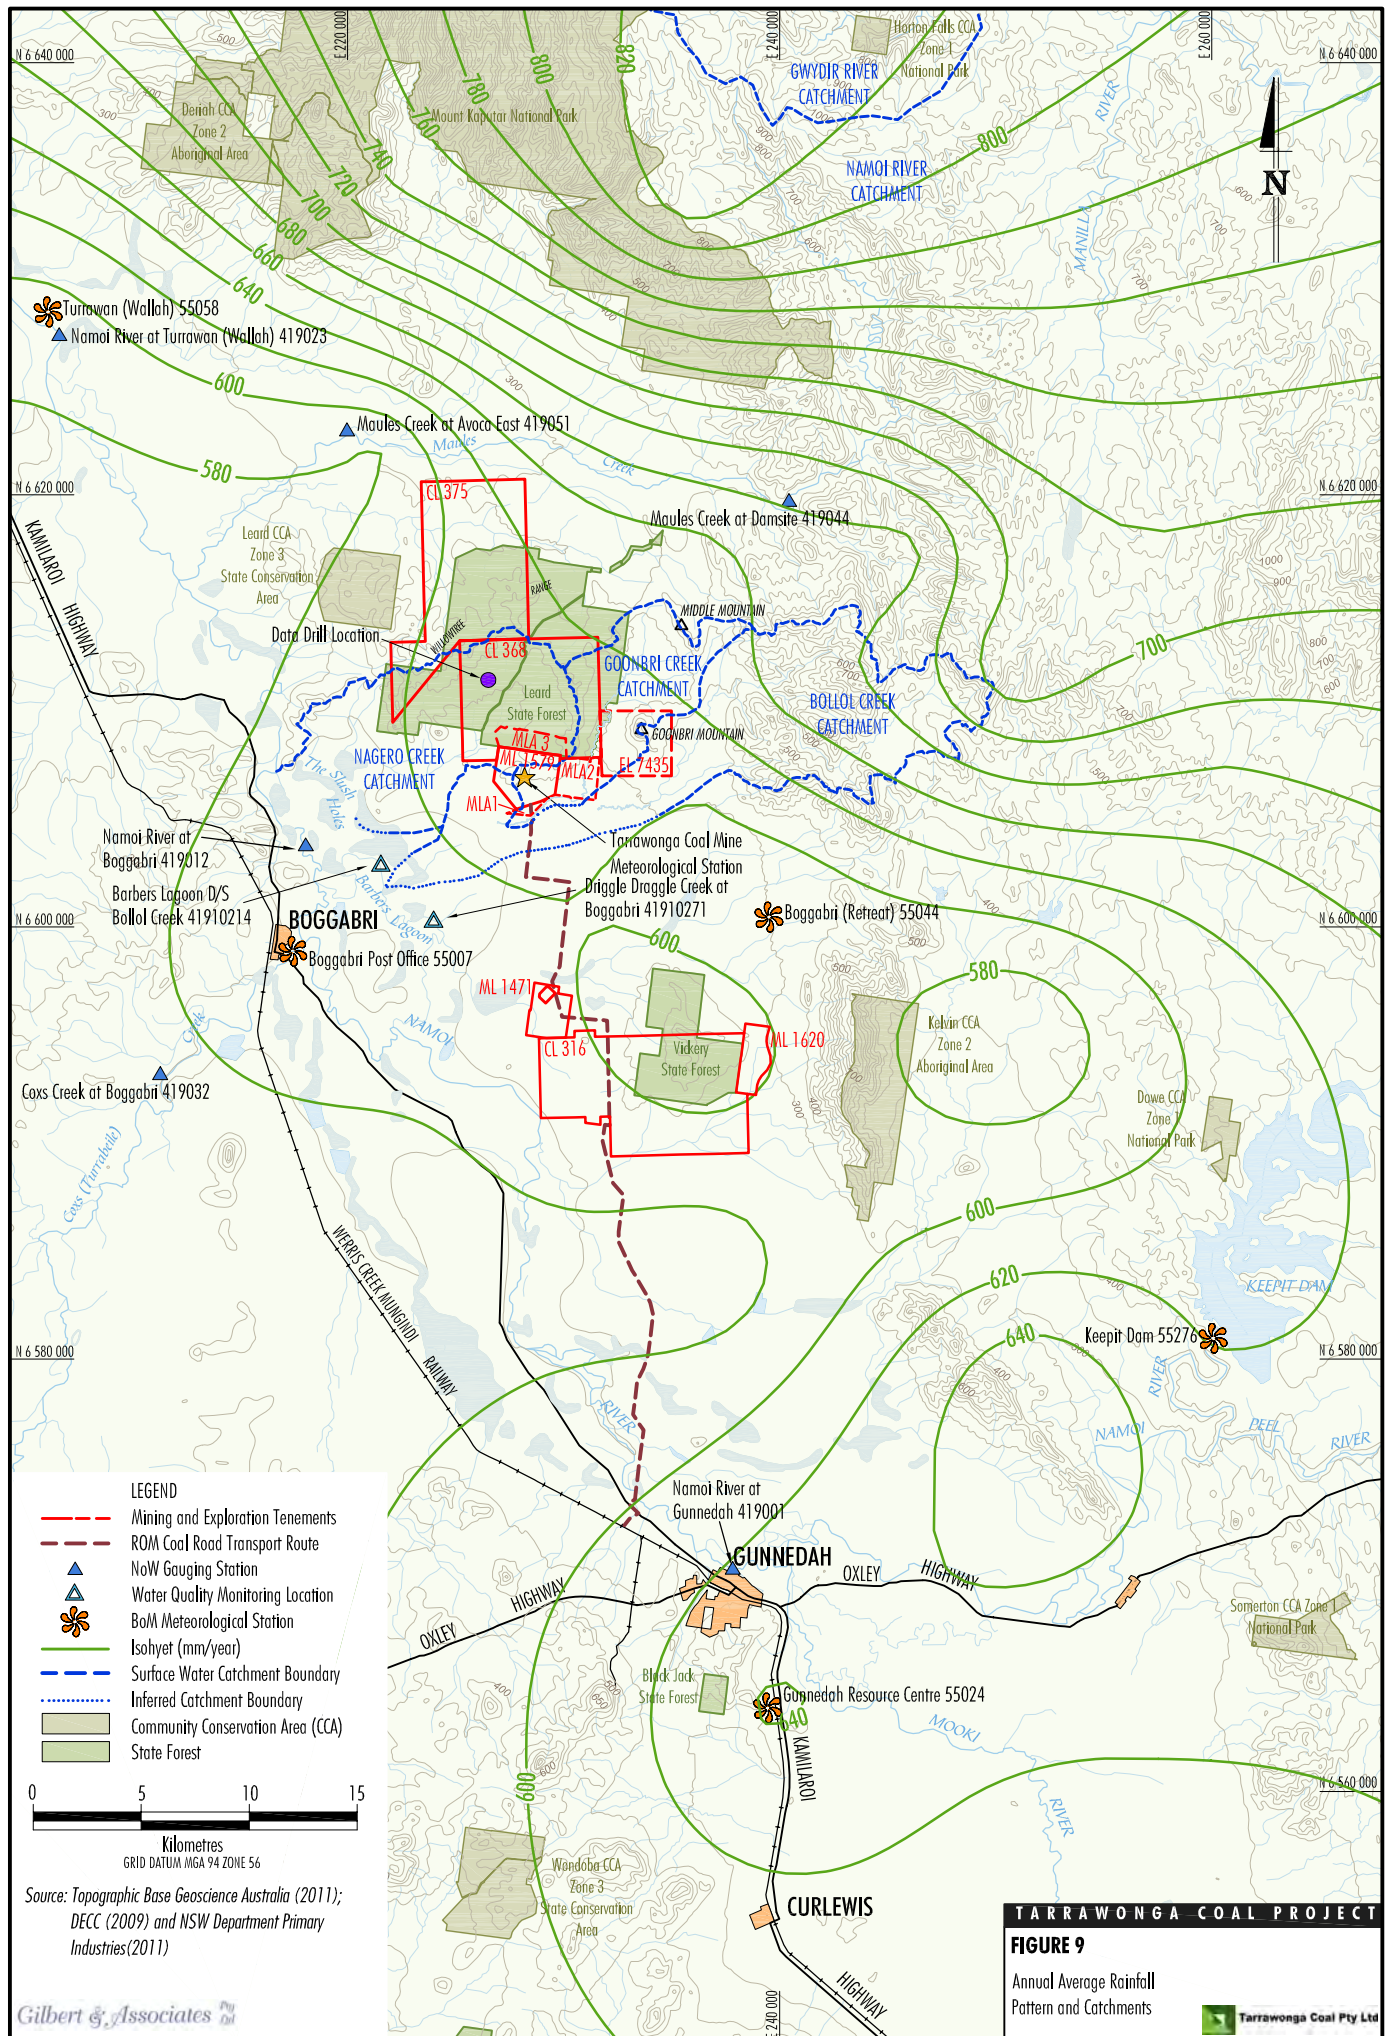 E 220 000
E 240 000
E 260 000
N 6 640 000
N 6 640 000
Horton Falls CCA
Zone 1
National Park
GWYDIR RIVER
CATCHMENT
NAMOI RIVER
CATCHMENT
RIVER
MANILLA
N
Deriah CCA
Zone 2
Aboriginal Area
Mount Kaputar National Park
820
800
780
760
740
720
700
680
660
640
800
Turrawan (Wallah) 55058
Namoi River at Turrawan (Wallah) 419023
600
580
Maules Creek at Avoca East 419051
Maules
Creek
N 6 620 000
N 6 620 000
CL 375
Maules Creek at Damsite 419044
KAMILAROI
HIGHWAY
Leard CCA
Zone 3
State Conservation
Area
RANGE
WILLOWTREE
MIDDLE MOUNTAIN
Data Drill Location
CL 368
GOONBRI CREEK
CATCHMENT
700
Leard
State Forest
BOLLOL CREEK
CATCHMENT
GOONBRI MOUNTAIN
MLA 3
ML 1579
MLA2
EL 7435
NAGERO CREEK
CATCHMENT
The Slush
Holes
MLA1
Namoi River at
Boggabri 419012
Tarrawonga Coal Mine
Meteorological Station
Barbers Lagoon D/S
Bollol Creek 41910214
Barbers Lagoon
Driggle Draggle Creek at
Boggabri 41910271
N 6 600 000
N 6 600 000
BOGGABRI
Boggabri (Retreat) 55044
Boggabri Post Office 55007
600
580
ML 1471
NAMOI
Creek
CL 316
Vickery
State Forest
ML 1620
Kelvin CCA
Zone 2
Aboriginal Area
Coxs Creek at Boggabri 419032
Dowe CCA
Zone 1
National Park
Coxs (Turrabeile)
600
WERRIS CREEK MUNGINDI
RAILWAY
620
KEEPIT DAM
640
Keepit Dam 55276
N 6 580 000
N 6 580 000
RIVER
RIVER
NAMOI
PEEL
RIVER
Namoi River at
Gunnedah 419001
GUNNEDAH
OXLEY
HIGHWAY
OXLEY
HIGHWAY
Somerton CCA Zone 1
National Park
Black Jack
State Forest
Gunnedah Resource Centre 55024
640
MOOKI
RIVER
KAMILAROI
600
N 6 560 000
Wondoba CCA
Zone 3
State Conservation
Area
CURLEWIS
HIGHWAY
E 240 000
LEGEND
Mining and Exploration Tenements
ROM Coal Road Transport Route
NoW Gauging Station
Water Quality Monitoring Location
BoM Meteorological Station
Isohyet (mm/year)
Surface Water Catchment Boundary
Inferred Catchment Boundary
Community Conservation Area (CCA)
State Forest
0 5 10 15
Kilometres
GRID DATUM MGA 94 ZONE 56
Source: Topographic Base Geoscience Australia (2011);
DECC (2009) and NSW Department Primary
Industries(2011)
Gilbert & Associates Pty Ltd
TARRAWONGA COAL PROJECT
FIGURE 9
Annual Average Rainfall
Pattern and Catchments
Tarrawonga Coal Pty Ltd